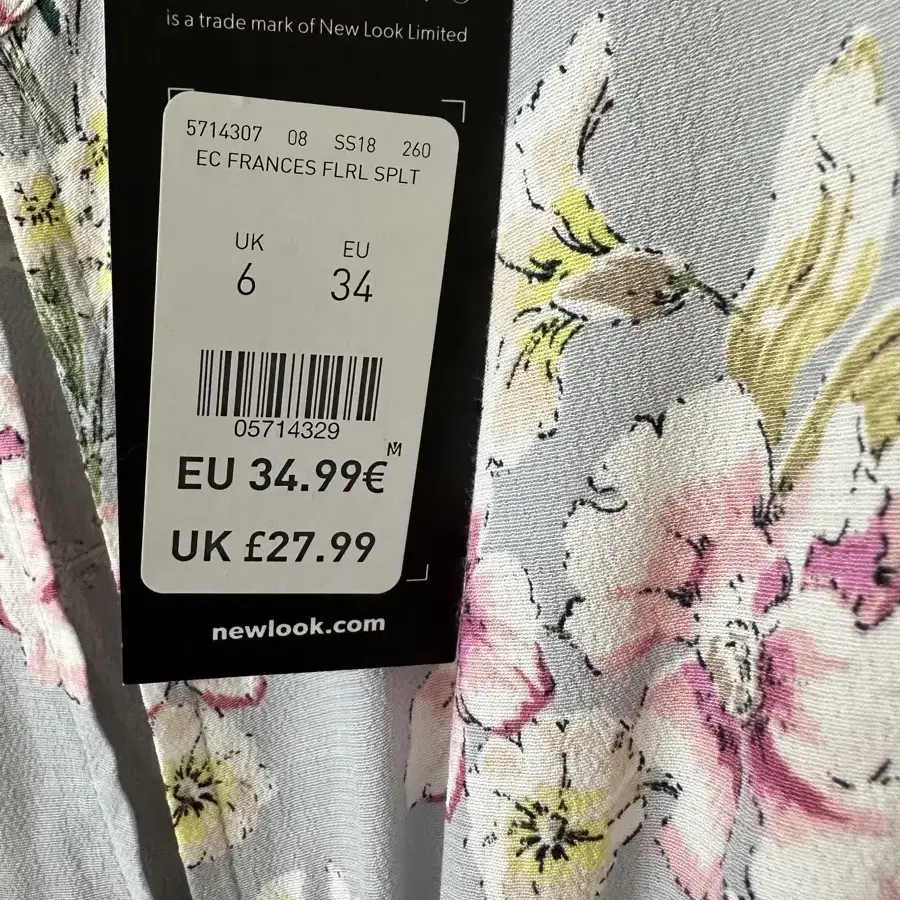 is a trade mark of New Look Limited
5714307 08 SS18 260
EC FRANCES FLRL SPLT
UK EU
6 34
05714329
M
EU 34.99€
UK £27.99
newlook.com